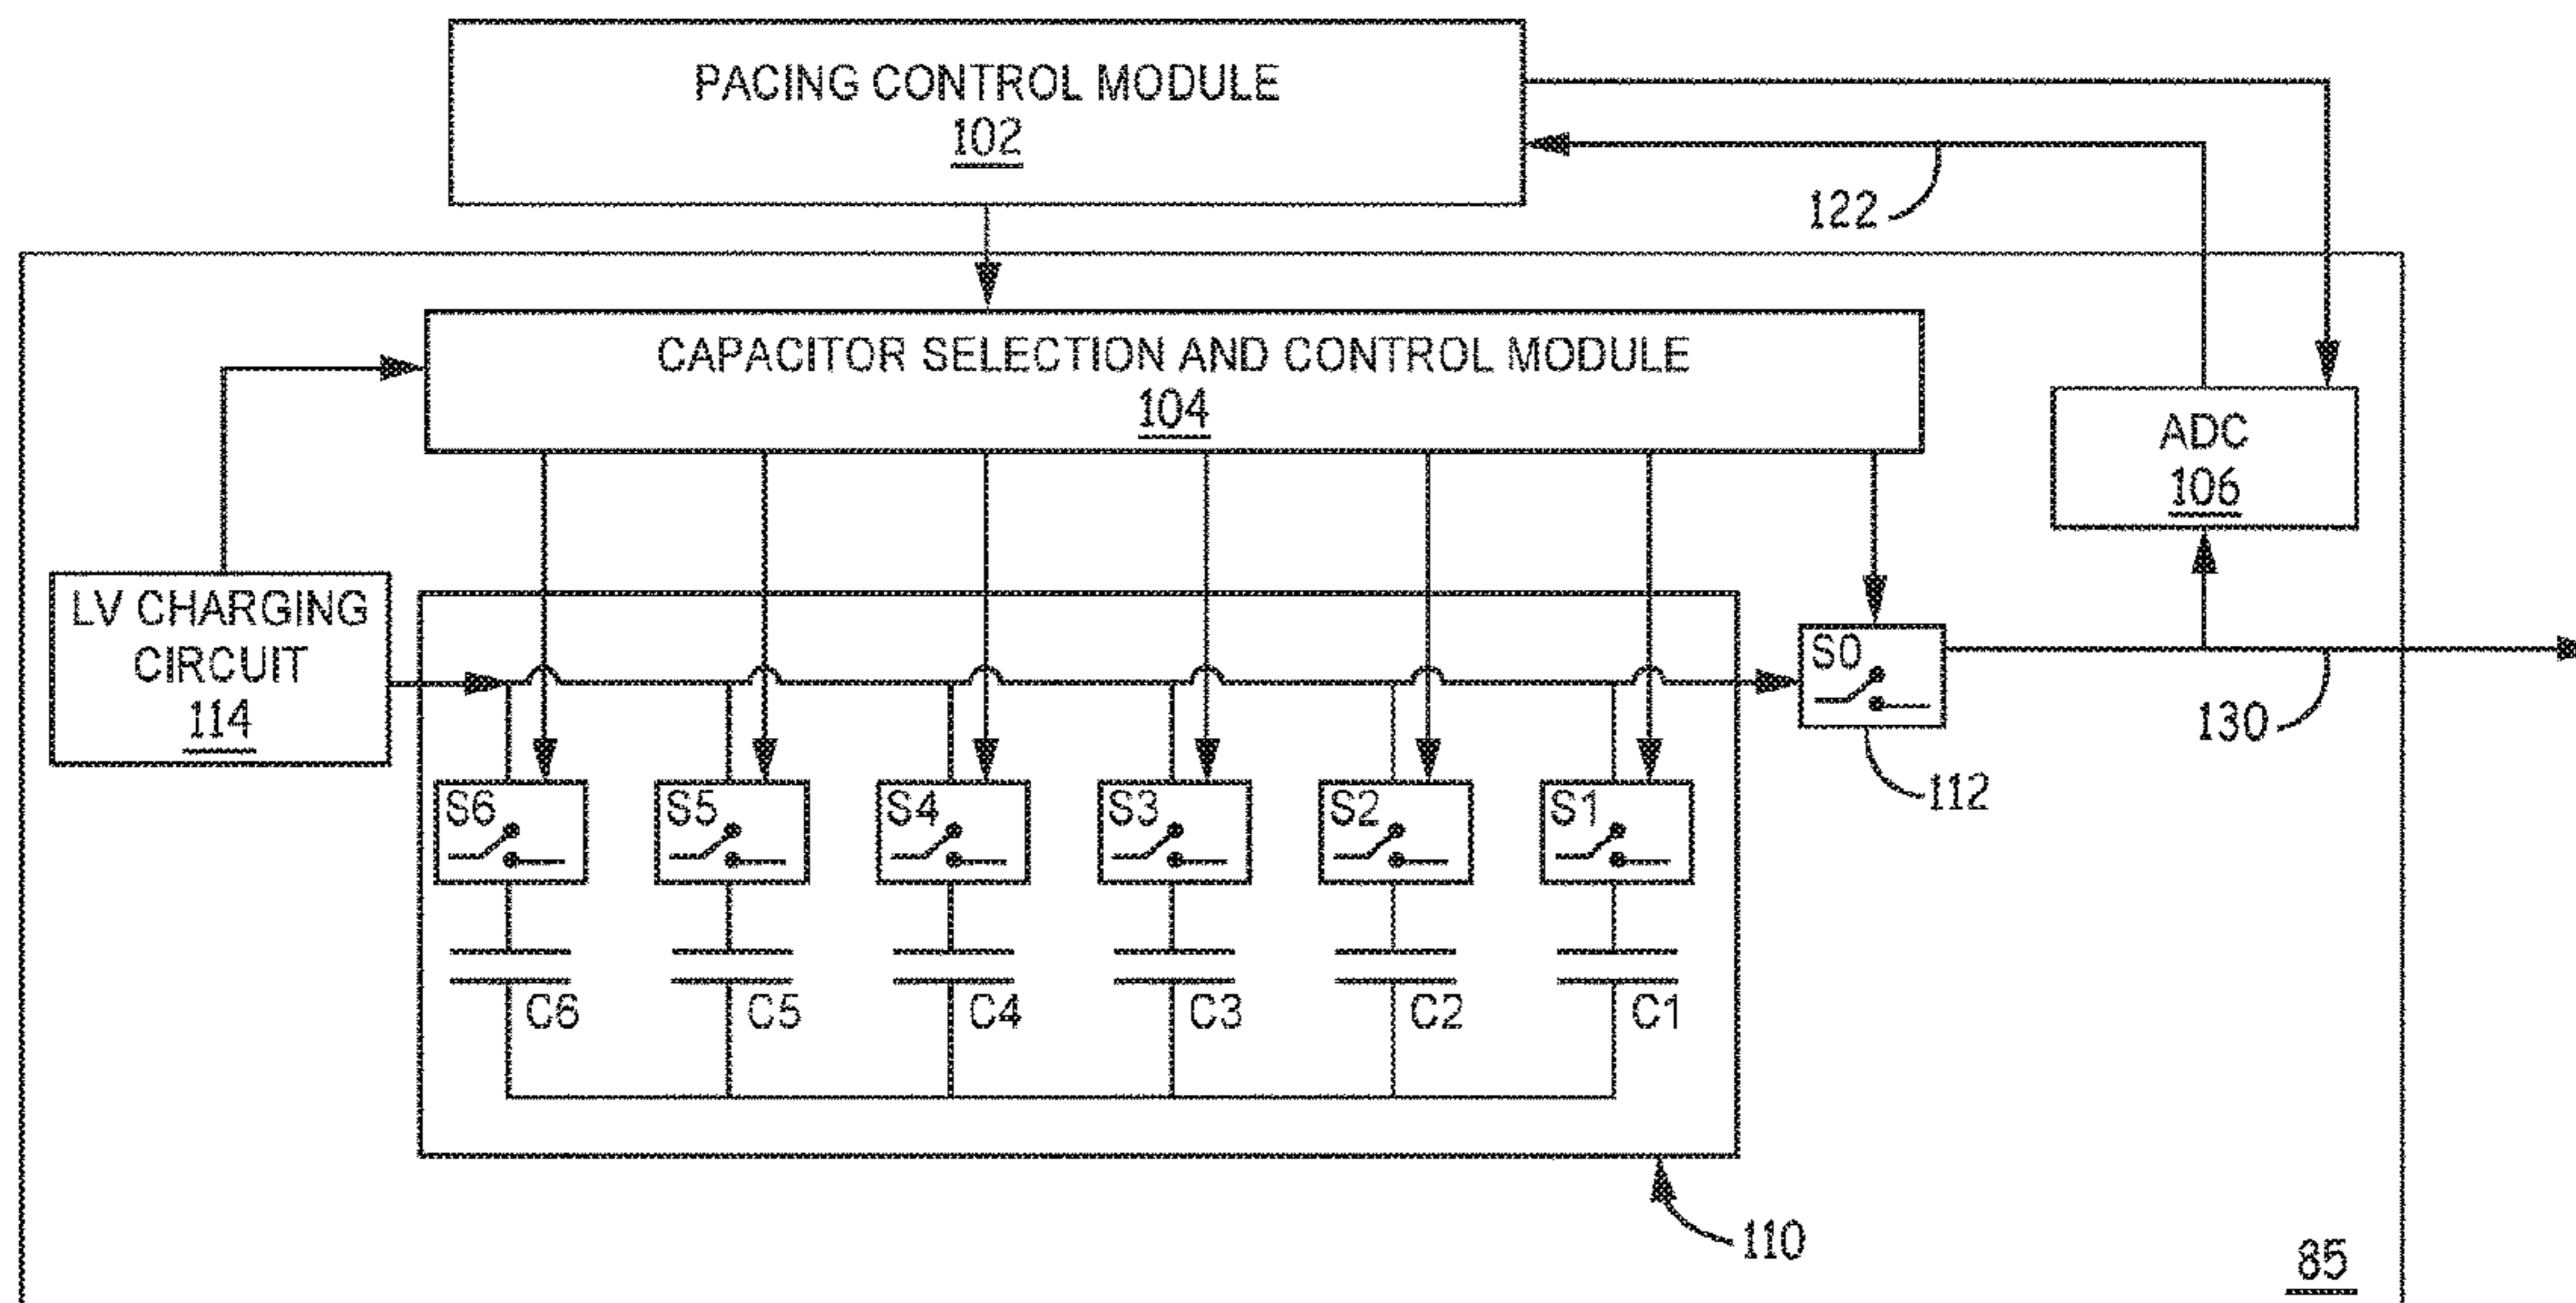 PACING CONTROL MODULE
102
122
CAPACITOR SELECTION AND CONTROL MODULE
104
ADC
106
LV CHARGING
CIRCUIT
114
S0
130
112
S6
S5
S4
S3
S2
S1
C6
C5
C4
C3
C2
C1
110
85